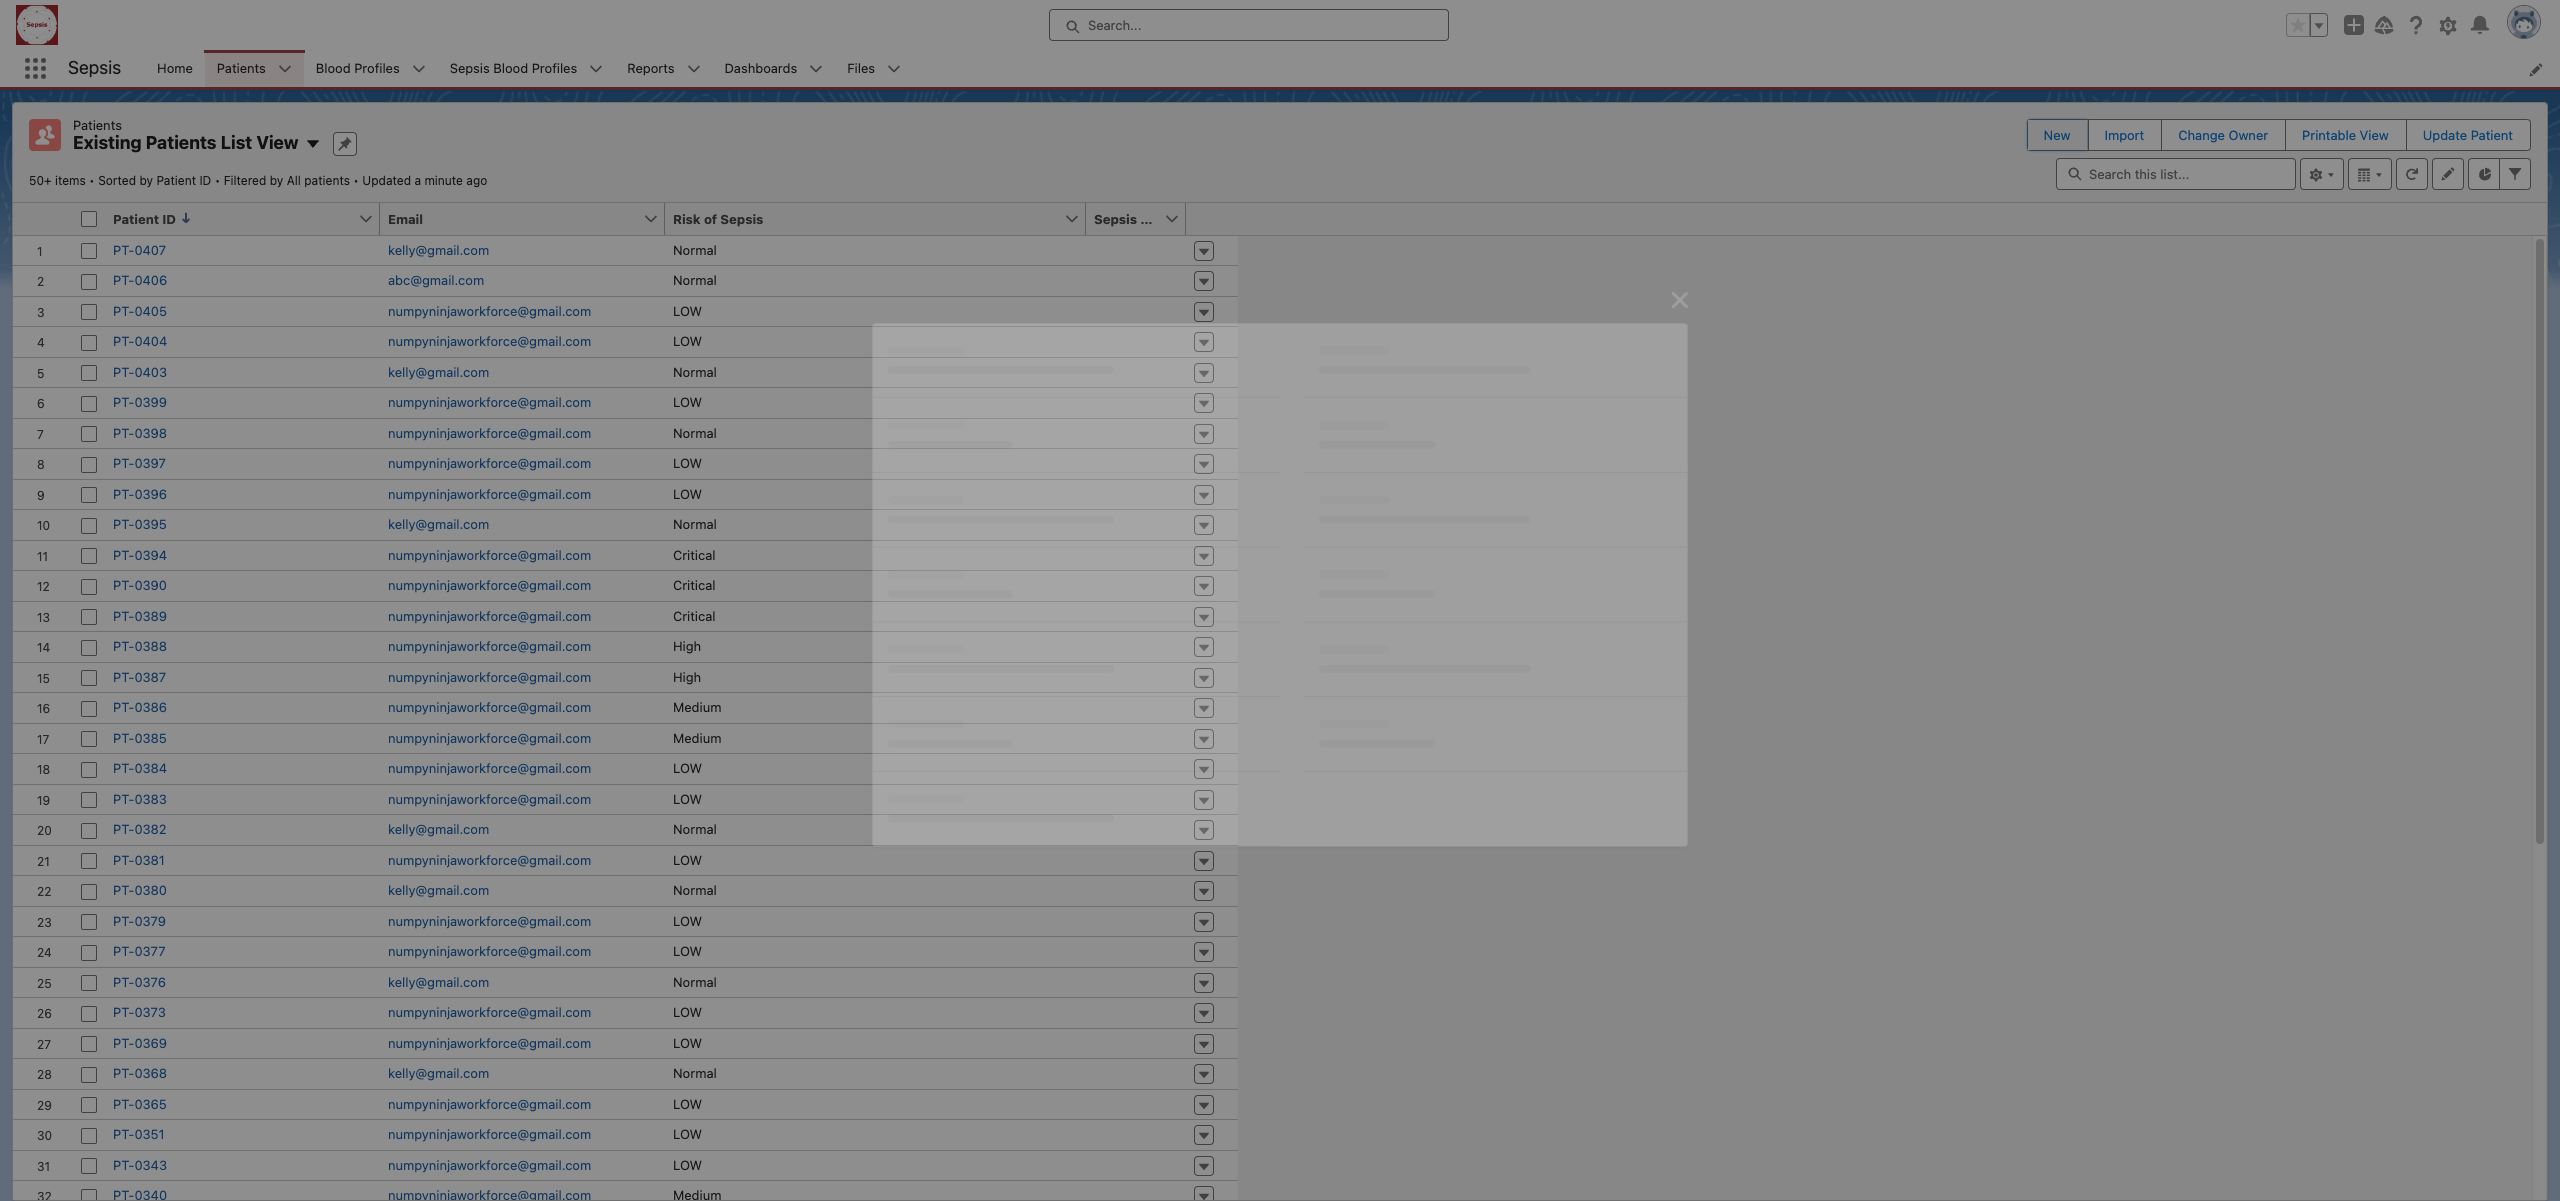 Sepsis
Search...
Sepsis
Home
Patients
Blood Profiles
Sepsis Blood Profiles
Reports
Dashboards
Files
Patients
Existing Patients List View
New
Import
Change Owner
Printable View
Update Patient
50+ items • Sorted by Patient ID • Filtered by All patients • Updated a minute ago
Search this list...
Patient ID Email Risk of Sepsis Sepsis ...
1 PT-0407 kelly@gmail.com Normal
2 PT-0406 abc@gmail.com Normal
3 PT-0405 numpyninjaworkforce@gmail.com LOW
4 PT-0404 numpyninjaworkforce@gmail.com LOW
5 PT-0403 kelly@gmail.com Normal
6 PT-0399 numpyninjaworkforce@gmail.com LOW
7 PT-0398 numpyninjaworkforce@gmail.com Normal
8 PT-0397 numpyninjaworkforce@gmail.com LOW
9 PT-0396 numpyninjaworkforce@gmail.com LOW
10 PT-0395 kelly@gmail.com Normal
11 PT-0394 numpyninjaworkforce@gmail.com Critical
12 PT-0390 numpyninjaworkforce@gmail.com Critical
13 PT-0389 numpyninjaworkforce@gmail.com Critical
14 PT-0388 numpyninjaworkforce@gmail.com High
15 PT-0387 numpyninjaworkforce@gmail.com High
16 PT-0386 numpyninjaworkforce@gmail.com Medium
17 PT-0385 numpyninjaworkforce@gmail.com Medium
18 PT-0384 numpyninjaworkforce@gmail.com LOW
19 PT-0383 numpyninjaworkforce@gmail.com LOW
20 PT-0382 kelly@gmail.com Normal
21 PT-0381 numpyninjaworkforce@gmail.com LOW
22 PT-0380 kelly@gmail.com Normal
23 PT-0379 numpyninjaworkforce@gmail.com LOW
24 PT-0377 numpyninjaworkforce@gmail.com LOW
25 PT-0376 kelly@gmail.com Normal
26 PT-0373 numpyninjaworkforce@gmail.com LOW
27 PT-0369 numpyninjaworkforce@gmail.com LOW
28 PT-0368 kelly@gmail.com Normal
29 PT-0365 numpyninjaworkforce@gmail.com LOW
30 PT-0351 numpyninjaworkforce@gmail.com LOW
31 PT-0343 numpyninjaworkforce@gmail.com LOW
32 PT-0340 numpyninjaworkforce@gmail.com Medium